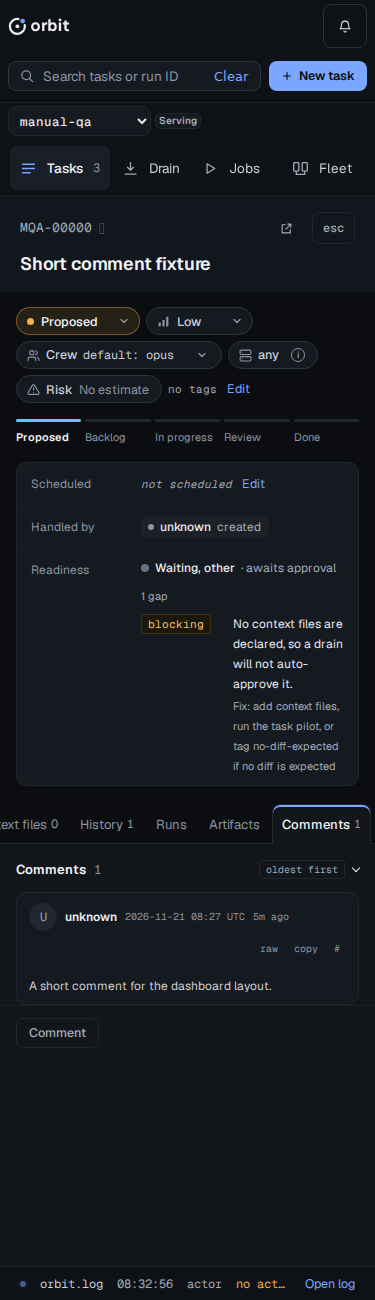 orbit
Search tasks or run ID Clear
+ New task
manual-qa Serving
Tasks 3 Drain Jobs Fleet
MQA-00000 esc
Short comment fixture
Proposed Low
Crew default: opus any
Risk No estimate no tags Edit
Proposed Backlog In progress Review Done
Scheduled not scheduled Edit
Handled by unknown created
Readiness Waiting, other · awaits approval
1 gap
blocking No context files are
declared, so a drain
will not auto-
approve it.
Fix: add context files,
run the task pilot, or
tag no-diff-expected
if no diff is expected
ext files 0 History 1 Runs Artifacts Comments 1
Comments 1 oldest first
U unknown 2026-11-21 08:27 UTC 5m ago
raw copy #
A short comment for the dashboard layout.
Comment
orbit.log 08:32:56 actor no act… Open log